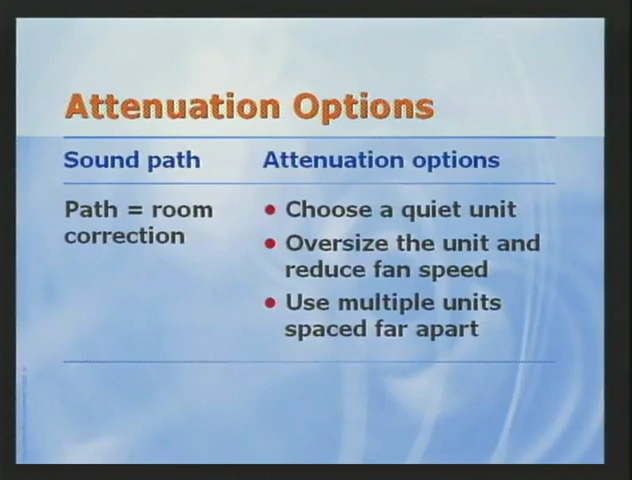 Attenuation Options
Sound path
Attenuation options
Path = room
correction
• Choose a quiet unit
• Oversize the unit and
reduce fan speed
• Use multiple units
spaced far apart